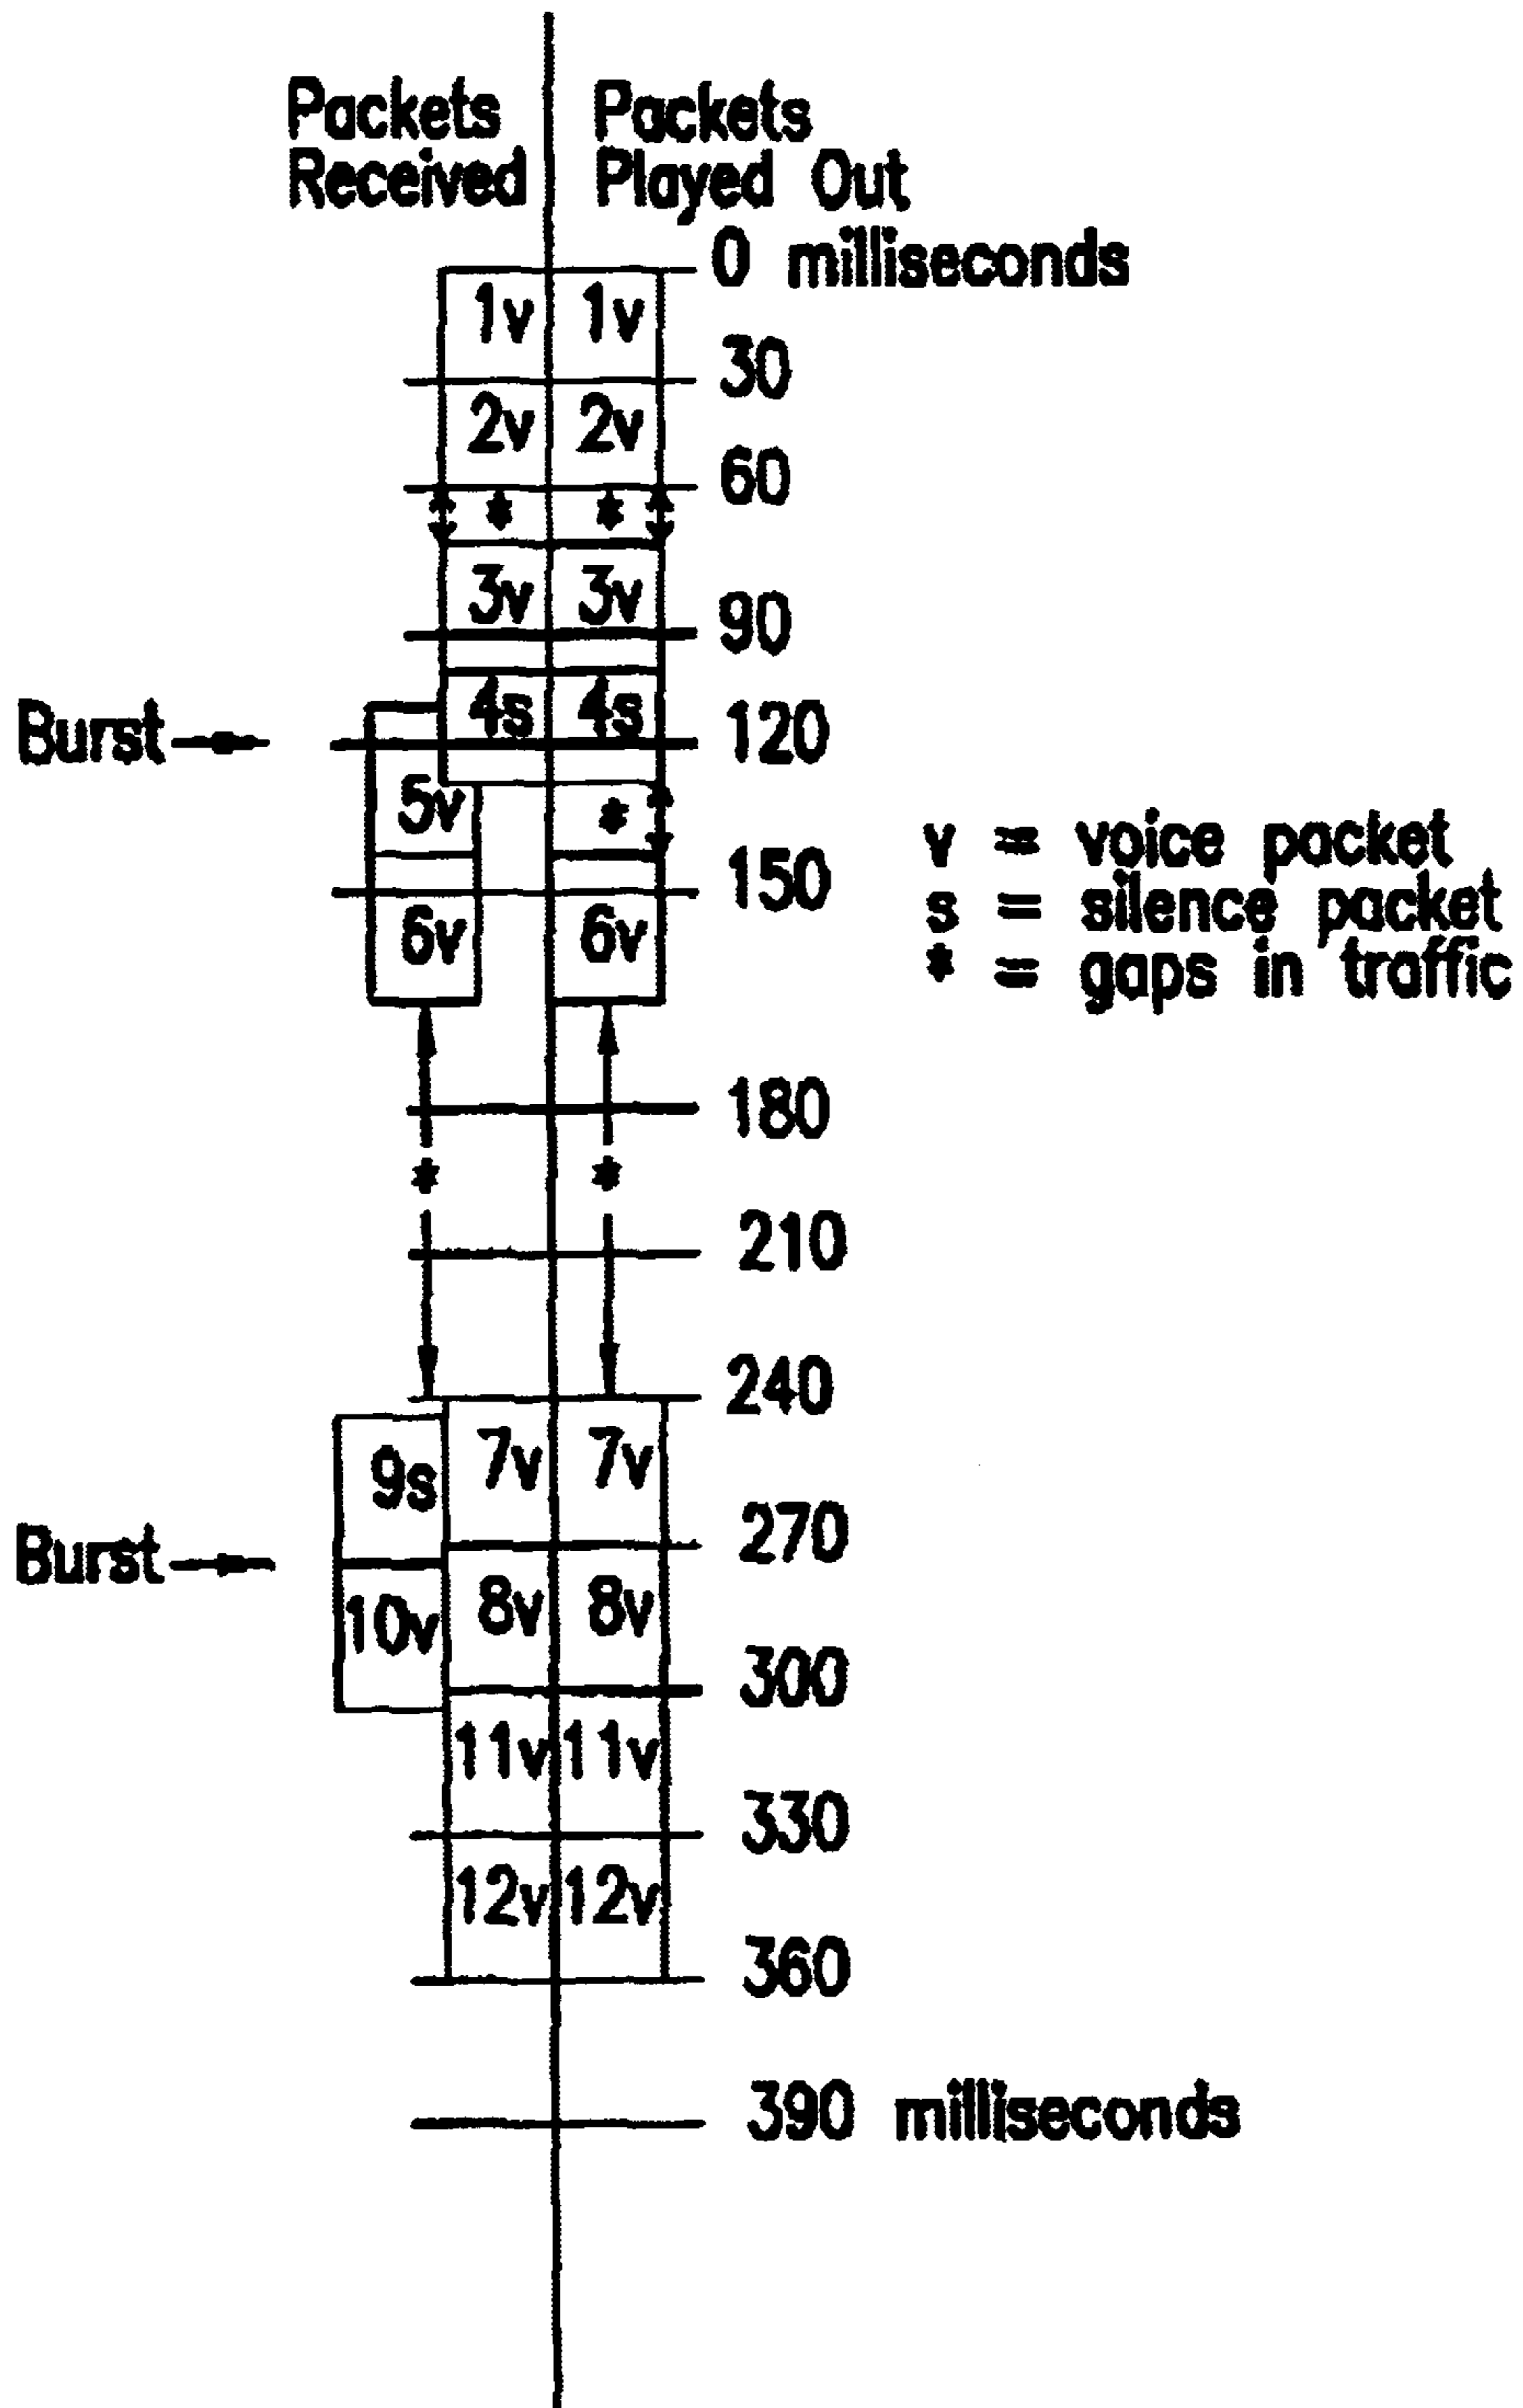 Packets
Received
Packets
Played Out
0 milliseconds
1v 1v
30
2v 2v
60
* *
3v 3v
90
4s 4s
Burst
120
5v
*
150
6v 6v
180
* *
210
240
9s 7v 7v
270
Burst
10v 8v 8v
300
11v 11v
330
12v 12v
360
390 milliseconds
v = voice packet
s = silence packet
* = gaps in traffic